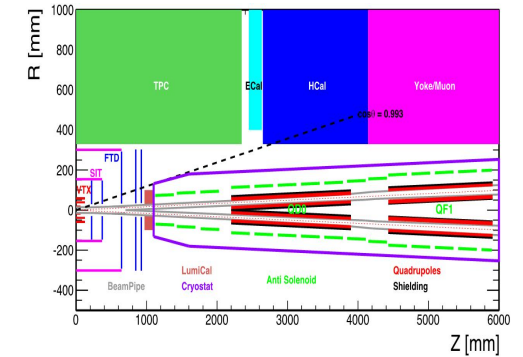 R [mm]
1000
800
600
400
200
0
-200
-400
TPC
ECal
HCal
Yoke/Muon
cosθ = 0.993
FTD
SIT
VTX
QD0
QF1
LumiCal
Quadrupoles
Anti Solenoid
BeamPipe
Cryostat
Shielding
0
1000
2000
3000
4000
5000
6000
Z [mm]